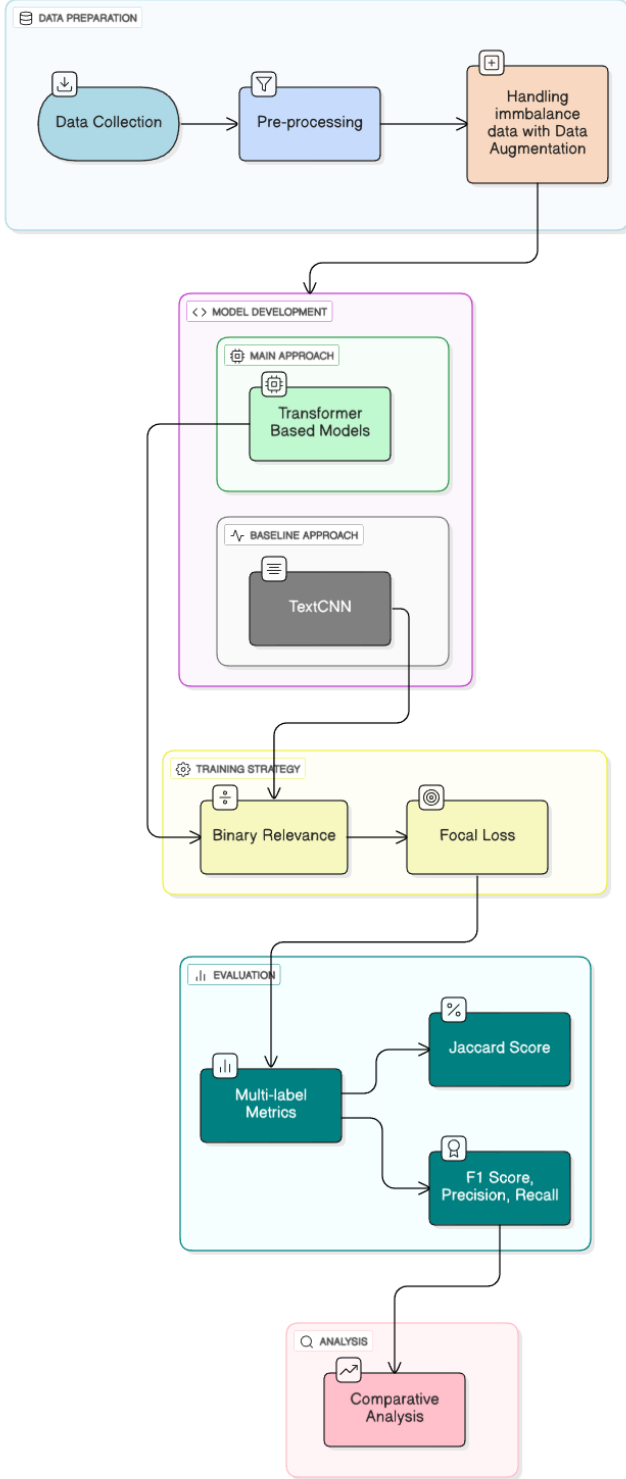 DATA PREPARATION
Data Collection
Pre-processing
Handling
immbalance
data with Data
Augmentation
MODEL DEVELOPMENT
MAIN APPROACH
Transformer
Based Models
BASELINE APPROACH
TextCNN
TRAINING STRATEGY
Binary Relevance
Focal Loss
EVALUATION
Jaccard Score
Multi-label
Metrics
F1 Score,
Precision, Recall
ANALYSIS
Comparative
Analysis